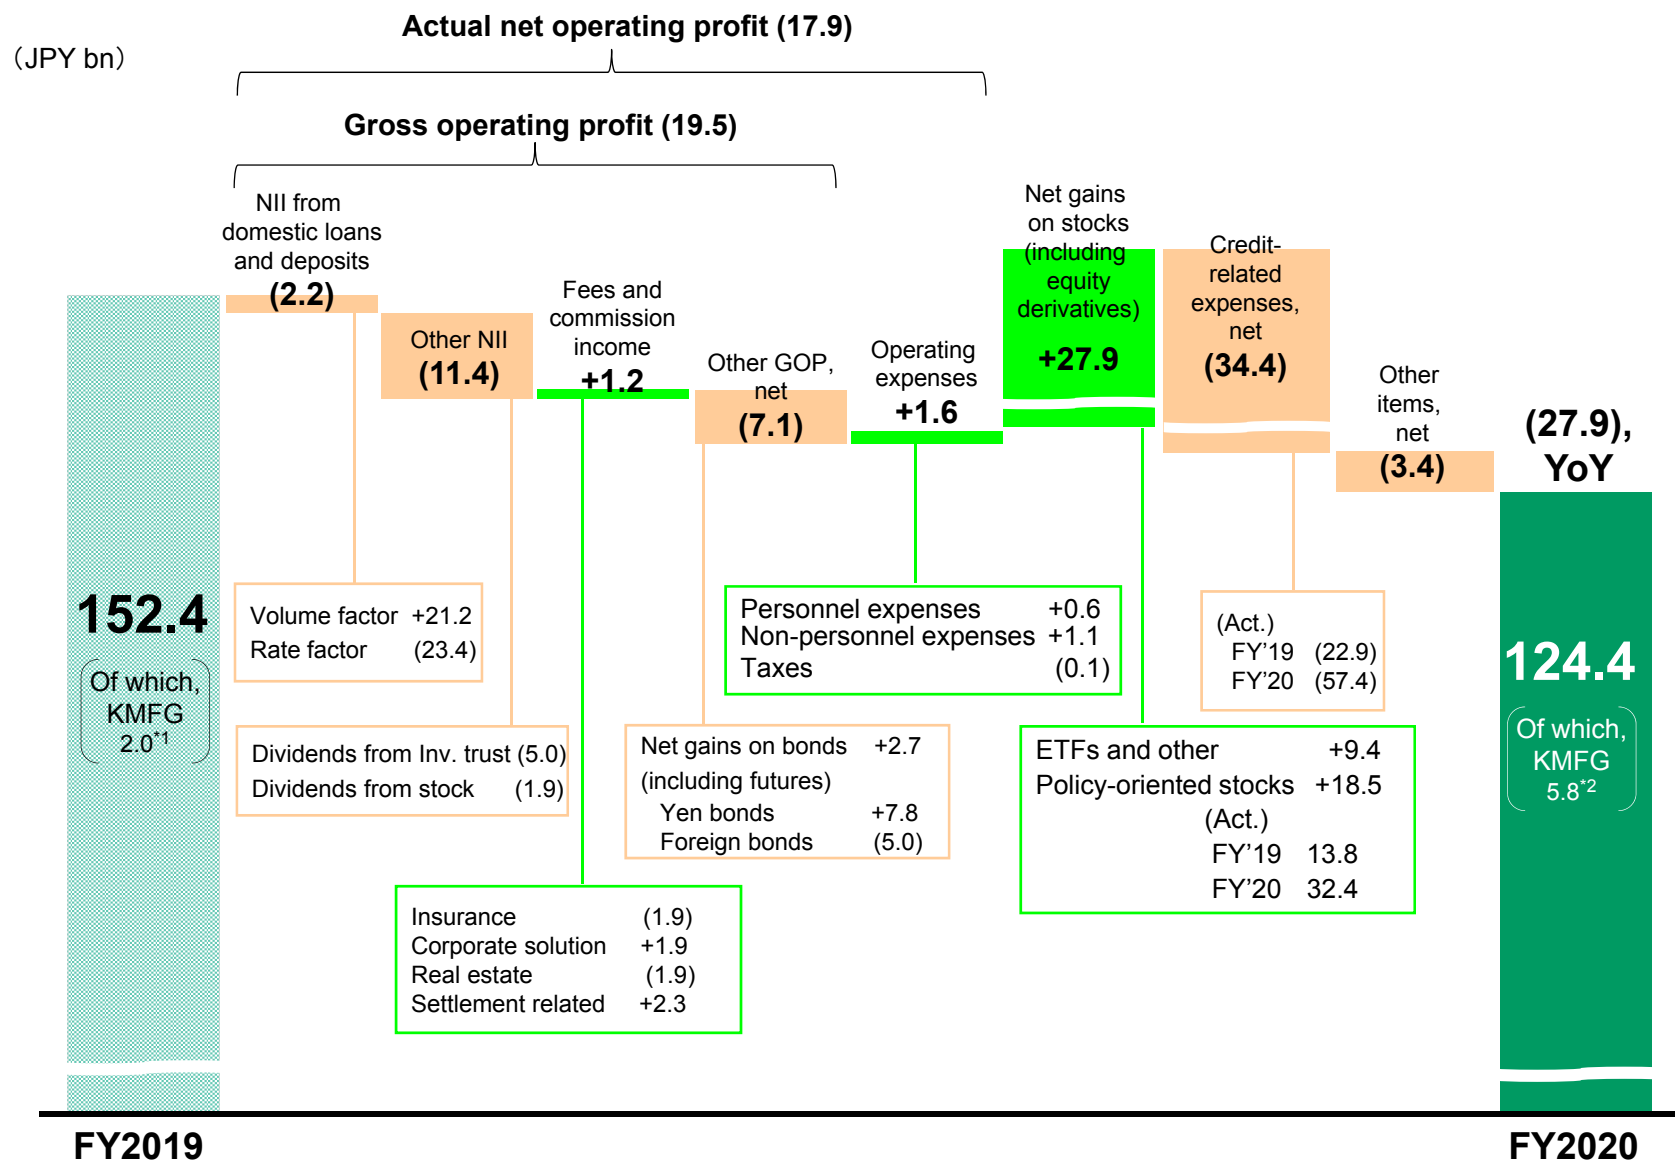 Actual net operating profit (17.9)
（JPY bn）
Gross operating profit (19.5)
NII from
domestic loans
and deposits
(2.2)
Other NII
(11.4)
Fees and
commission
income
+1.2
Other GOP,
net
(7.1)
Operating
expenses
+1.6
Net gains
on stocks
(including
equity
derivatives)
+27.9
Credit-
related
expenses,
net
(34.4)
Other
items,
net
(3.4)
(27.9),
YoY
152.4
Of which,
KMFG
2.0*1
Volume factor +21.2
Rate factor (23.4)
Dividends from Inv. trust (5.0)
Dividends from stock (1.9)
Insurance (1.9)
Corporate solution +1.9
Real estate (1.9)
Settlement related +2.3
Net gains on bonds +2.7
(including futures)
Yen bonds +7.8
Foreign bonds (5.0)
Personnel expenses +0.6
Non-personnel expenses +1.1
Taxes (0.1)
ETFs and other +9.4
Policy-oriented stocks +18.5
(Act.)
FY’19 13.8
FY’20 32.4
(Act.)
FY’19 (22.9)
FY’20 (57.4)
124.4
Of which,
KMFG
5.8*2
FY2019
FY2020